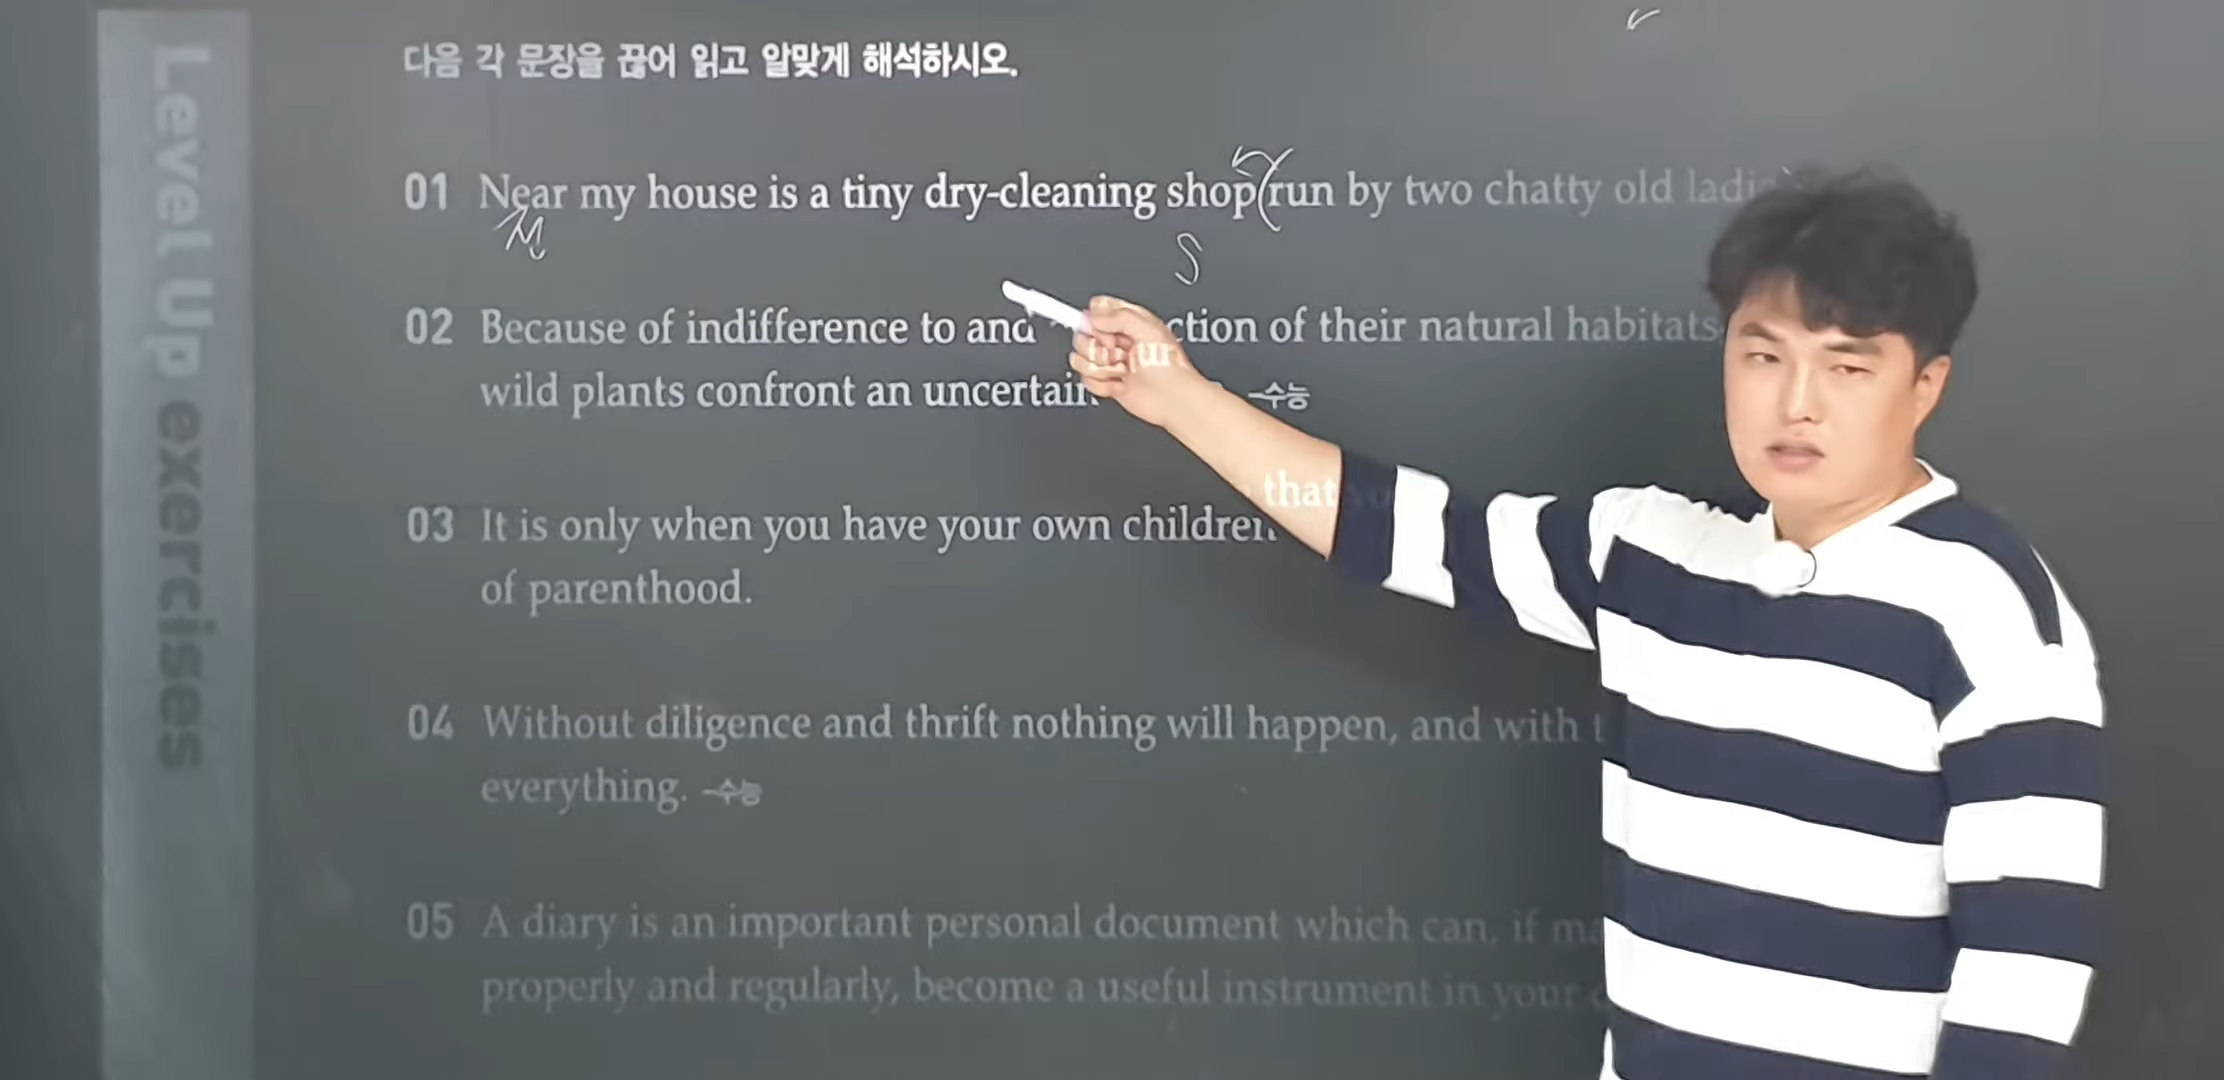 Level Up exercises
다음 각 문장을 끊어 읽고 알맞게 해석하시오.
01 Near my house is a tiny dry-cleaning shop (run by two chatty old
전
S
02 Because of indifference to and of their natural habitats
wild plants confront an uncertain –수능
03 It is only when you have your own children that
of parenthood.
04 Without diligence and thrift nothing will happen, and with
everything. –수능
05 A diary is an important personal document which can, if
properly and regularly, become a useful instrument in your